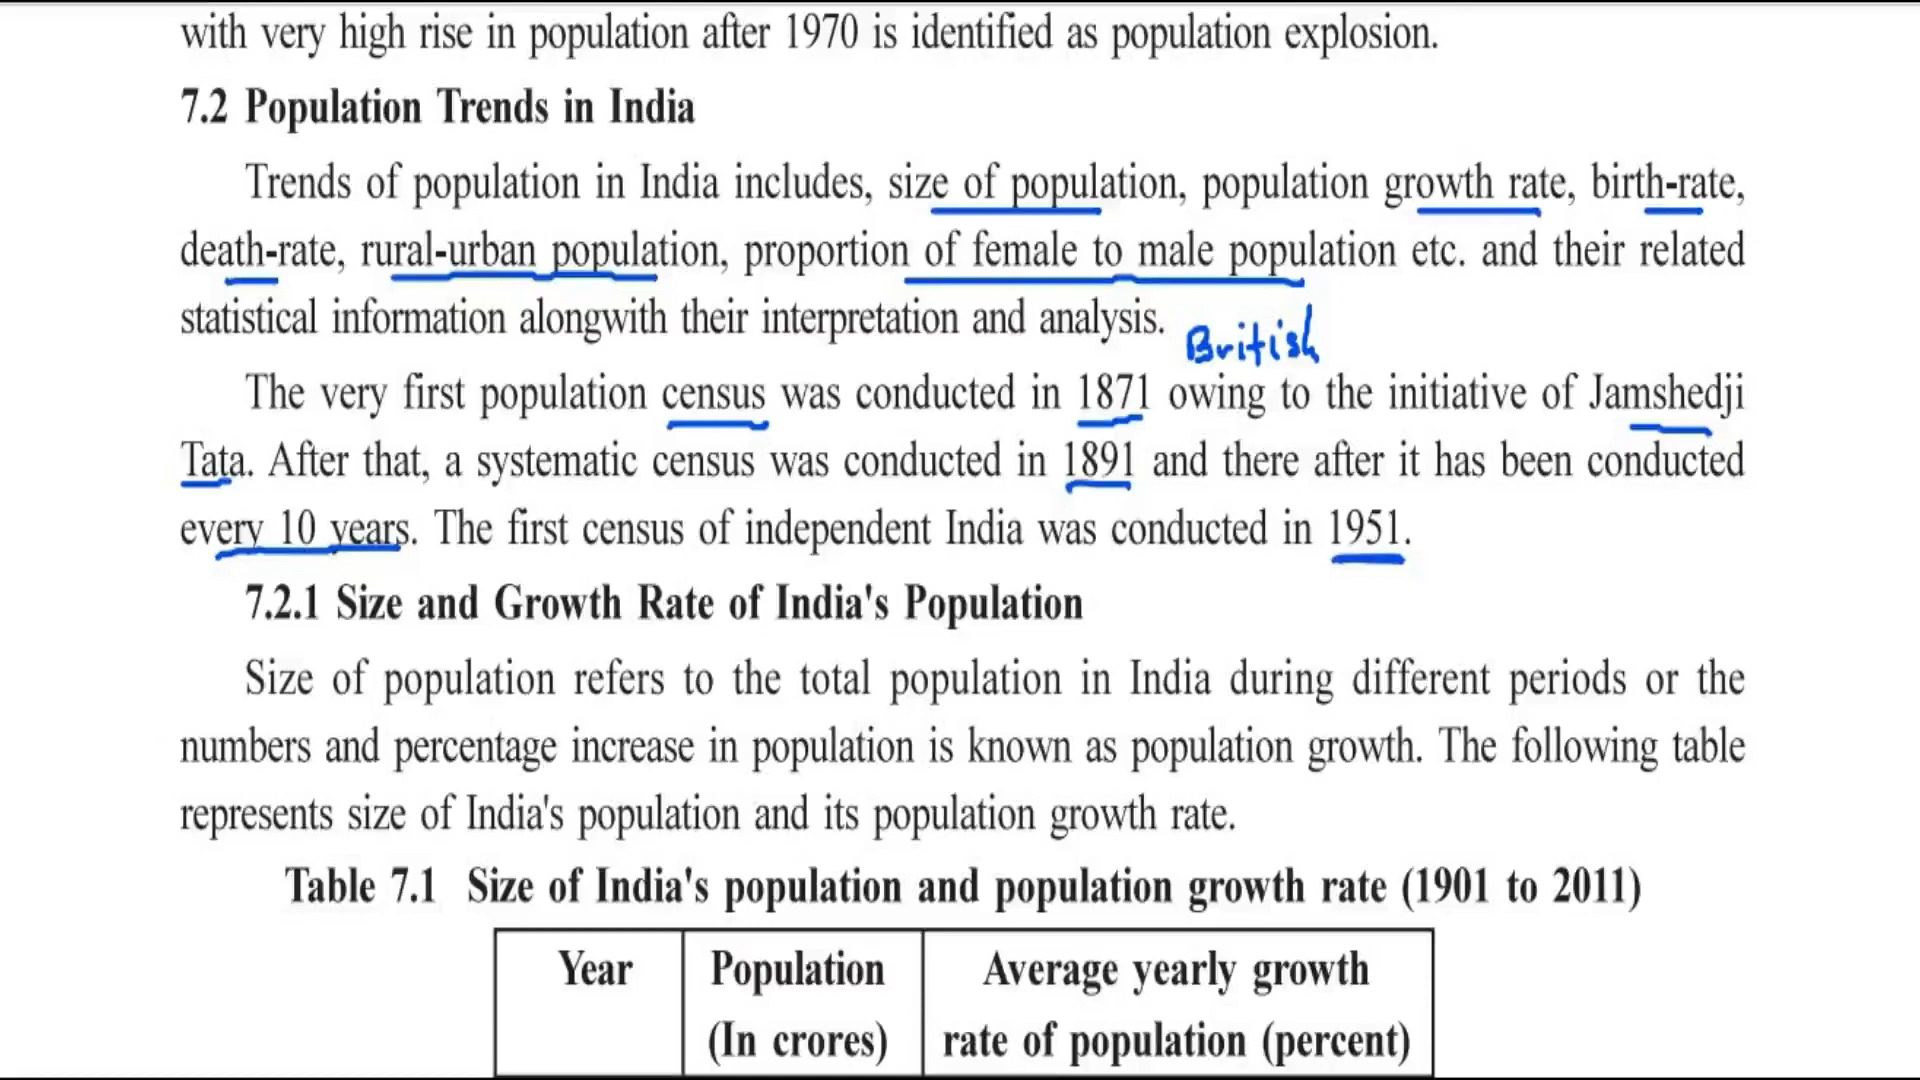 with very high rise in population after 1970 is identified as population explosion.
7.2 Population Trends in India
Trends of population in India includes, size of population, population growth rate, birth-rate,
death-rate, rural-urban population, proportion of female to male population etc. and their related
statistical information alongwith their interpretation and analysis.
British
The very first population census was conducted in 1871 owing to the initiative of Jamshedji
Tata. After that, a systematic census was conducted in 1891 and there after it has been conducted
every 10 years. The first census of independent India was conducted in 1951.
7.2.1 Size and Growth Rate of India's Population
Size of population refers to the total population in India during different periods or the
numbers and percentage increase in population is known as population growth. The following table
represents size of India's population and its population growth rate.
Table 7.1 Size of India's population and population growth rate (1901 to 2011)
Year Population Average yearly growth
(In crores) rate of population (percent)